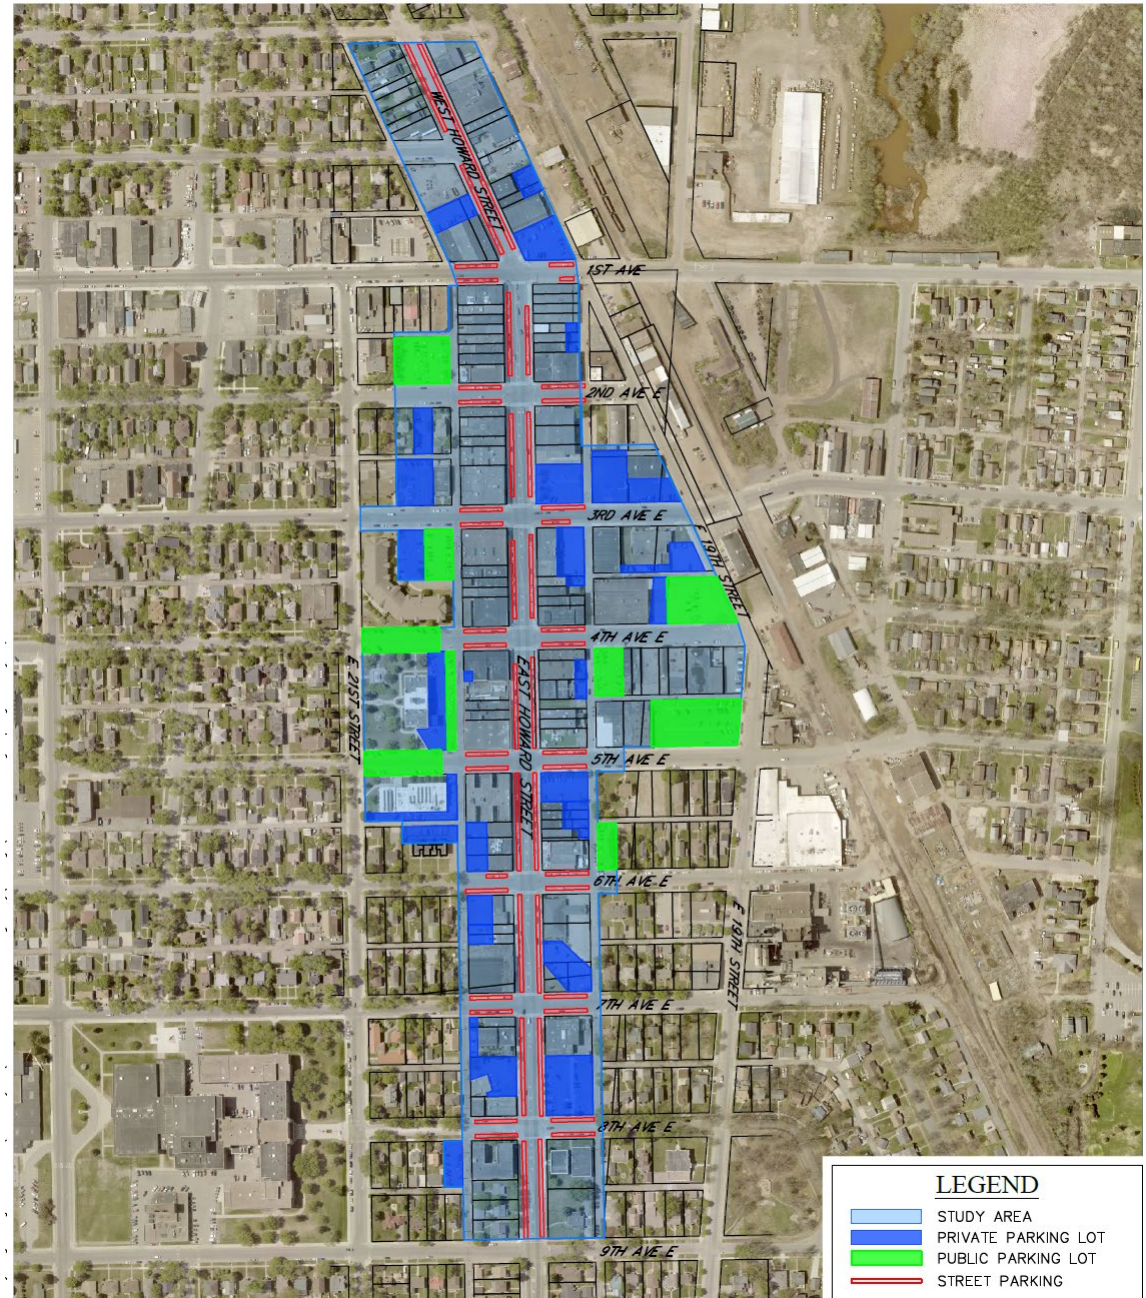 WEST HOWARD STREET
1ST AVE
2ND AVE E
3RD AVE E
E 19TH STREET
4TH AVE E
E 21ST STREET
EAST HOWARD STREET
5TH AVE E
6TH AVE E
E 19TH STREET
7TH AVE E
8TH AVE E
9TH AVE E
LEGEND
STUDY AREA
PRIVATE PARKING LOT
PUBLIC PARKING LOT
STREET PARKING